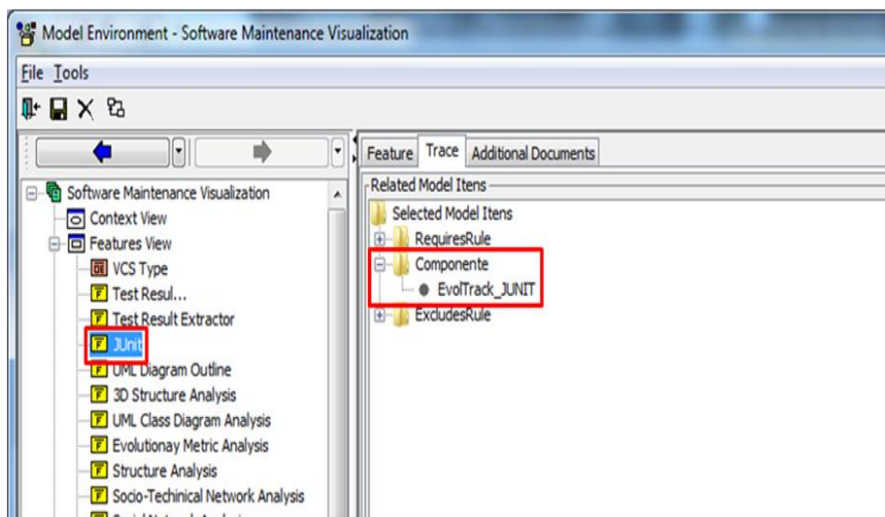 Model Environment - Software Maintenance Visualization
File Tools
Feature Trace Additional Documents
Software Maintenance Visualization
Context View
Features View
VCS Type
Test Resul...
Test Result Extractor
JUnit
UML Diagram Outline
3D Structure Analysis
UML Class Diagram Analysis
Evolutionay Metric Analysis
Structure Analysis
Socio-Techinical Network Analysis
Related Model Itens
Selected Model Itens
RequiresRule
Componente
EvolTrack_JUNIT
ExcludesRule